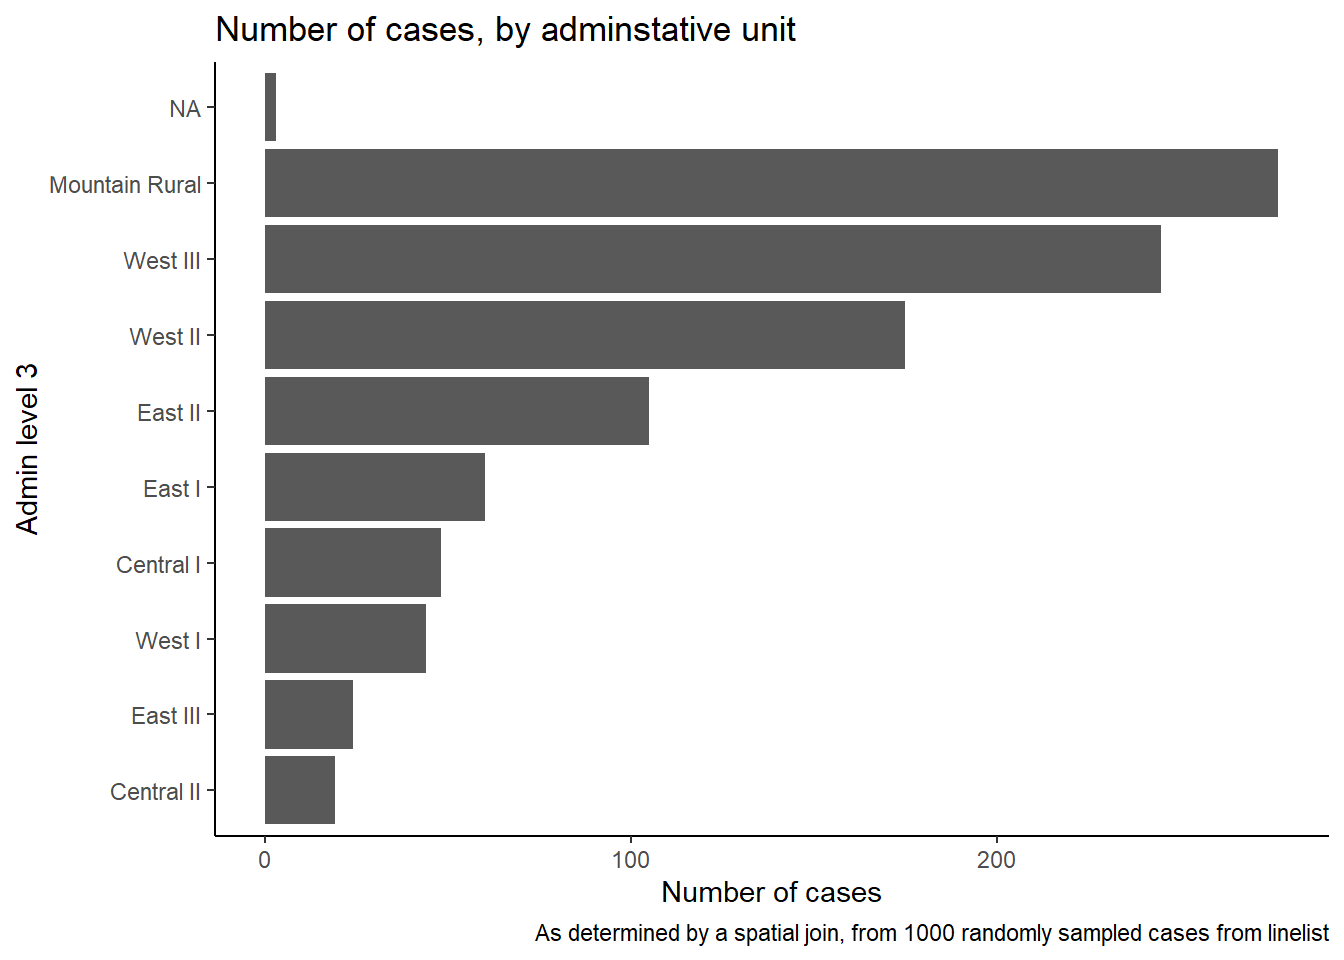 Number of cases, by adminstative unit
NA
Mountain Rural
West III
West II
East II
East I
Central I
West I
East III
Central II
Admin level 3
0 100 200
Number of cases
As determined by a spatial join, from 1000 randomly sampled cases from linelist